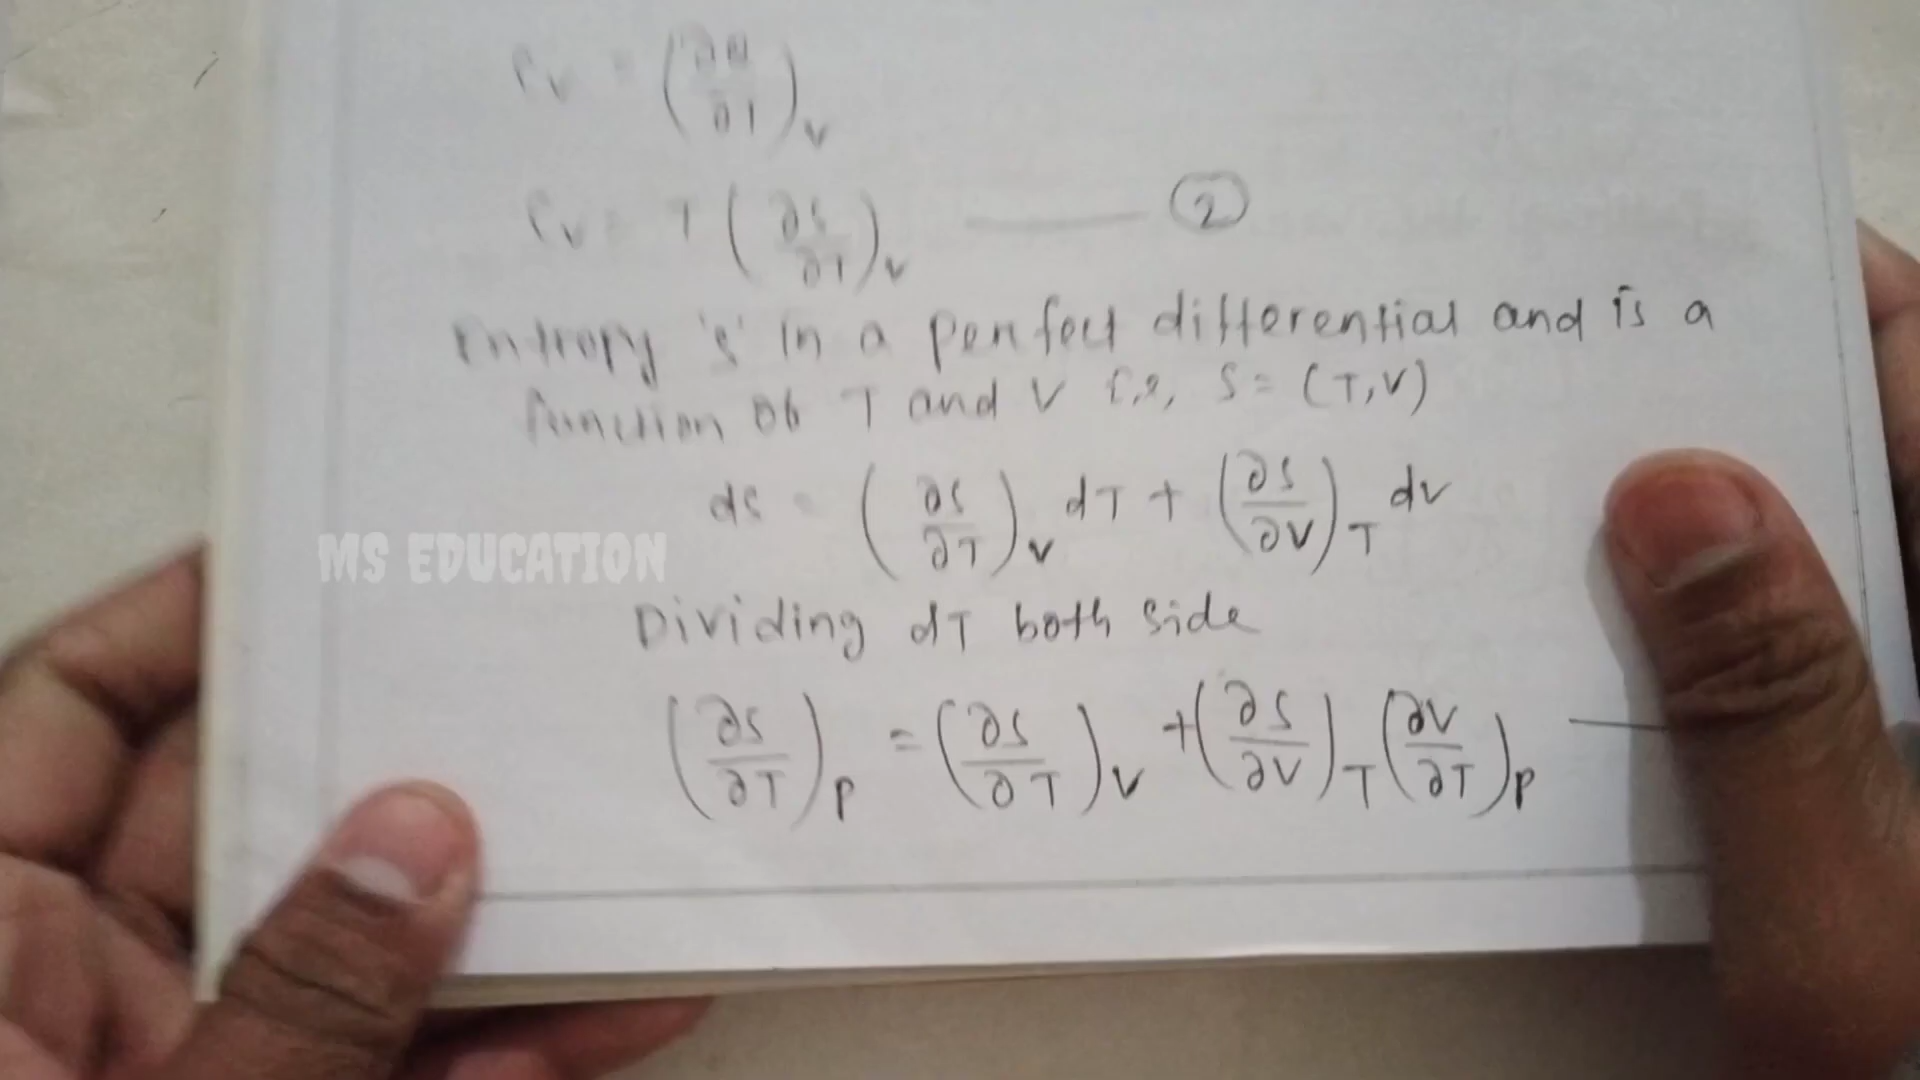 Cv = (∂Q/∂T)v
Cv = T (∂S/∂T)v ——— ②
Entropy 's' in a perfect differential and is a
function of T and V i.e, S = (T,V)
ds = (∂S/∂T)v dT + (∂S/∂V)T dv
MS EDUCATION
Dividing dT both side
(∂S/∂T)P = (∂S/∂T)V + (∂S/∂V)T (∂V/∂T)P —